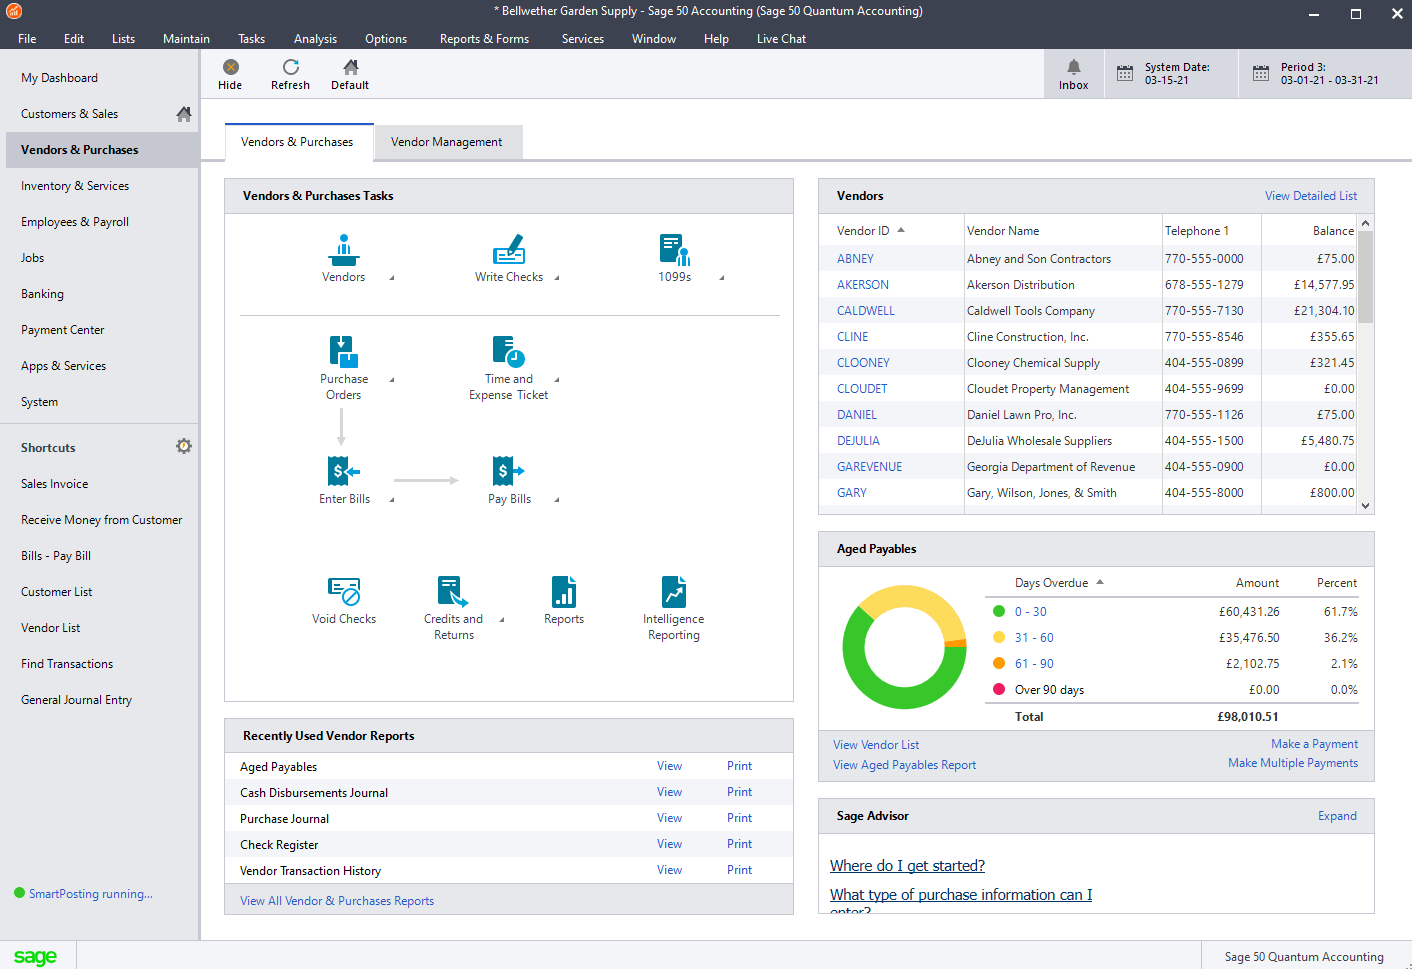 * Bellwether Garden Supply - Sage 50 Accounting (Sage 50 Quantum Accounting)
File Edit Lists Maintain Tasks Analysis Options Reports & Forms Services Window Help Live Chat
My Dashboard
Customers & Sales
Vendors & Purchases
Inventory & Services
Employees & Payroll
Jobs
Banking
Payment Center
Apps & Services
System
Shortcuts
Sales Invoice
Receive Money from Customer
Bills - Pay Bill
Customer List
Vendor List
Find Transactions
General Journal Entry
SmartPosting running...
Hide Refresh Default
Inbox
System Date:
03-15-21
Period 3:
03-01-21 - 03-31-21
Vendors & Purchases Vendor Management
Vendors & Purchases Tasks
Vendors Write Checks 1099s
Purchase
Orders
Time and
Expense Ticket
Enter Bills Pay Bills
Void Checks
Credits and
Returns
Reports
Intelligence
Reporting
Recently Used Vendor Reports
Aged Payables View Print
Cash Disbursements Journal View Print
Purchase Journal View Print
Check Register View Print
Vendor Transaction History View Print
View All Vendor & Purchases Reports
Vendors View Detailed List
Vendor ID Vendor Name Telephone 1 Balance
ABNEY Abney and Son Contractors 770-555-0000 £75.00
AKERSON Akerson Distribution 678-555-1279 £14,577.95
CALDWELL Caldwell Tools Company 770-555-7130 £21,304.10
CLINE Cline Construction, Inc. 770-555-8546 £355.65
CLOONEY Clooney Chemical Supply 404-555-0899 £321.45
CLOUDET Cloudet Property Management 404-555-9699 £0.00
DANIEL Daniel Lawn Pro, Inc. 770-555-1126 £75.00
DEJULIA DeJulia Wholesale Suppliers 404-555-1500 £5,480.75
GAREVENUE Georgia Department of Revenue 404-555-0900 £0.00
GARY Gary, Wilson, Jones, & Smith 404-555-8000 £800.00
Aged Payables
Days Overdue Amount Percent
0 - 30 £60,431.26 61.7%
31 - 60 £35,476.50 36.2%
61 - 90 £2,102.75 2.1%
Over 90 days £0.00 0.0%
Total £98,010.51
View Vendor List Make a Payment
View Aged Payables Report Make Multiple Payments
Sage Advisor Expand
Where do I get started?
What type of purchase information can I
enter?
sage Sage 50 Quantum Accounting